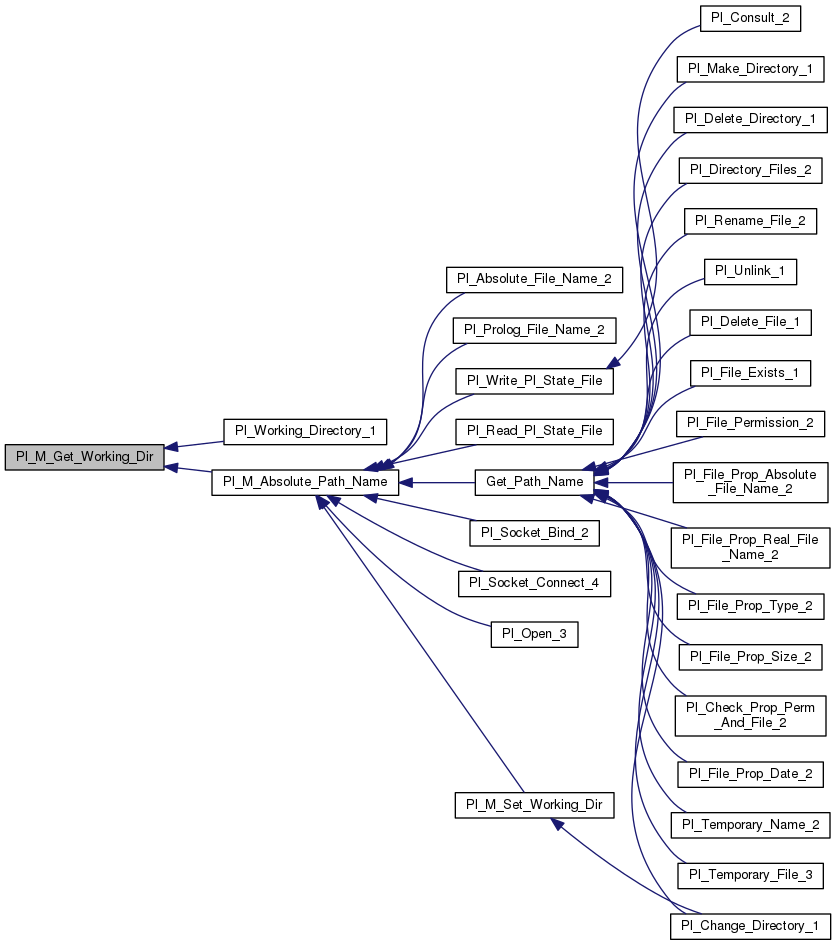 Pl_Consult_2
Pl_Make_Directory_1
Pl_Delete_Directory_1
Pl_Directory_Files_2
Pl_Rename_File_2
Pl_Unlink_1
Pl_Absolute_File_Name_2
Pl_Delete_File_1
Pl_Prolog_File_Name_2
Pl_File_Exists_1
Pl_Write_Pl_State_File
Pl_File_Permission_2
Pl_Working_Directory_1
Pl_Read_Pl_State_File
Pl_M_Get_Working_Dir
Pl_M_Absolute_Path_Name
Get_Path_Name
Pl_File_Prop_Absolute
_File_Name_2
Pl_Socket_Bind_2
Pl_File_Prop_Real_File
_Name_2
Pl_Socket_Connect_4
Pl_File_Prop_Type_2
Pl_Open_3
Pl_File_Prop_Size_2
Pl_Check_Prop_Perm
_And_File_2
Pl_File_Prop_Date_2
Pl_M_Set_Working_Dir
Pl_Temporary_Name_2
Pl_Temporary_File_3
Pl_Change_Directory_1